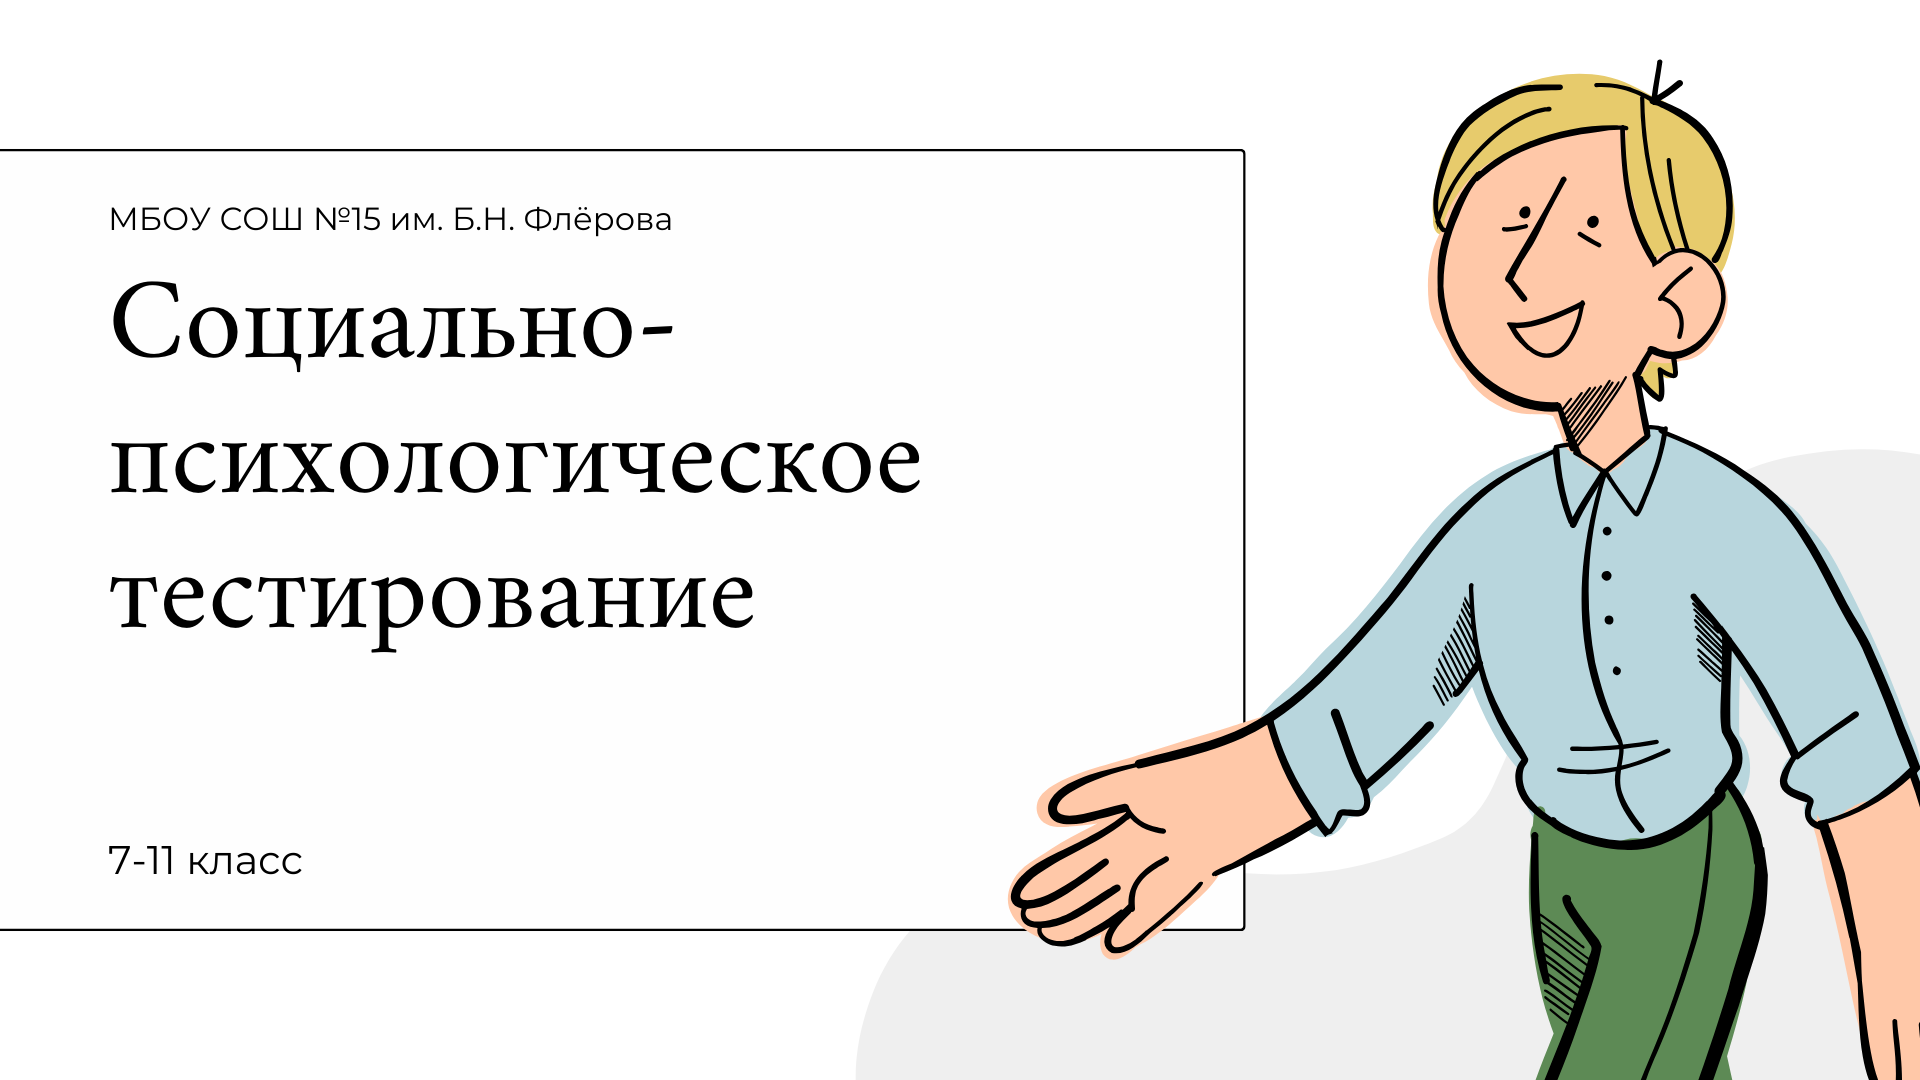 МБОУ СОШ №15 им. Б.Н. Флёрова
Социально-
психологическое
тестирование
7-11 класс